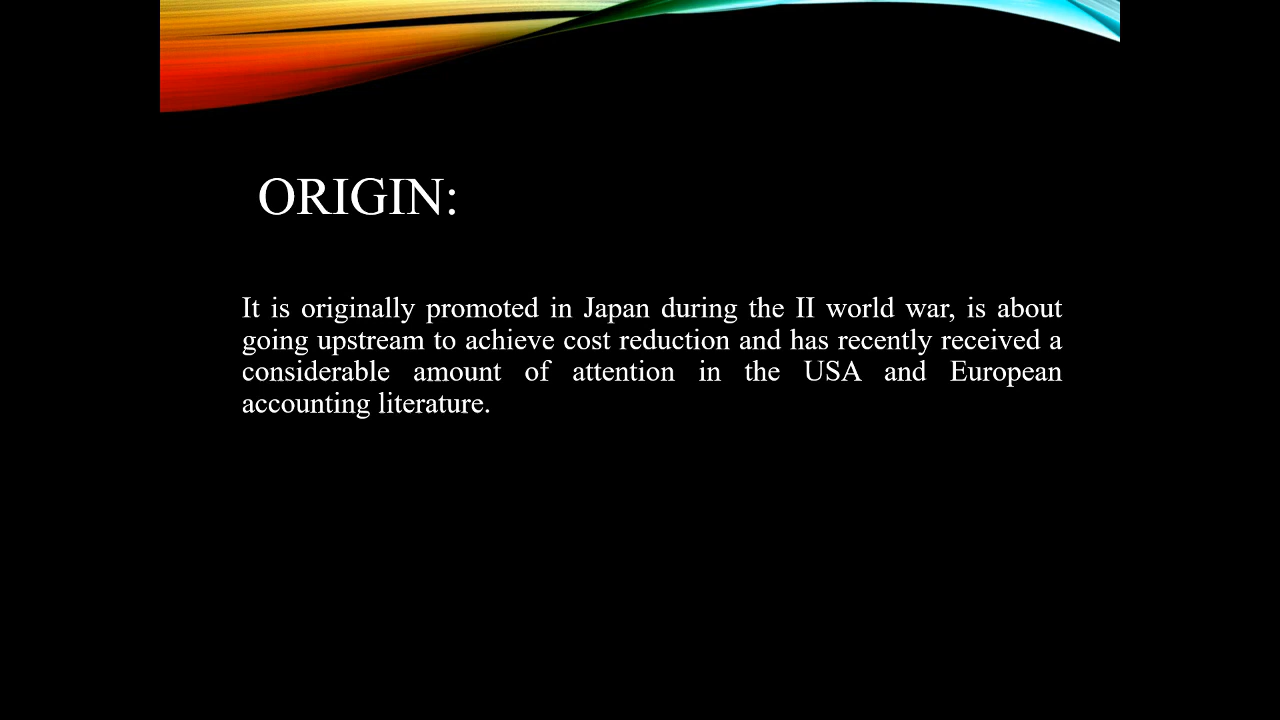 ORIGIN:
It is originally promoted in Japan during the II world war, is about
going upstream to achieve cost reduction and has recently received a
considerable amount of attention in the USA and European
accounting literature.